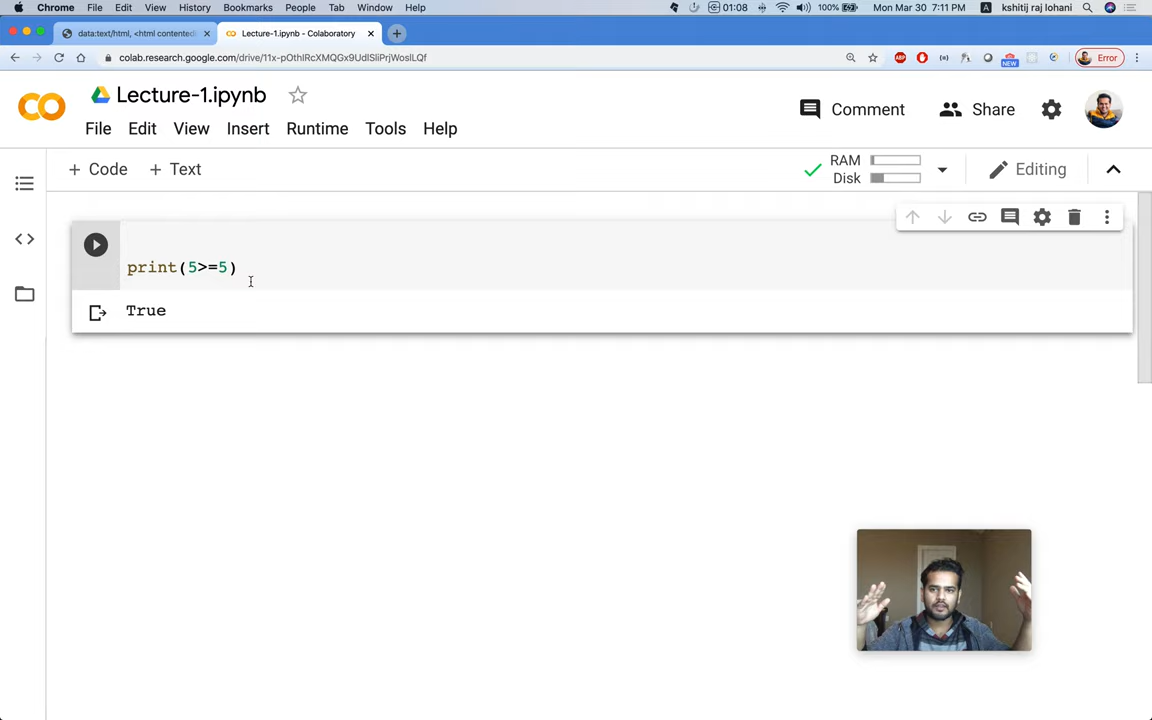 Chrome File Edit View History Bookmarks People Tab Window Help 01:08 100% Mon Mar 30 7:11 PM A kshitij raj lohani
data:text/html, <html contentedi Lecture-1.ipynb - Colaboratory
colab.research.google.com/drive/11x-pOthlRcXMQGx9UdlSliPrjWoslLQf ABP NEW Error
Lecture-1.ipynb
Comment Share
File Edit View Insert Runtime Tools Help
+ Code + Text RAM Disk Editing
print(5>=5)
True